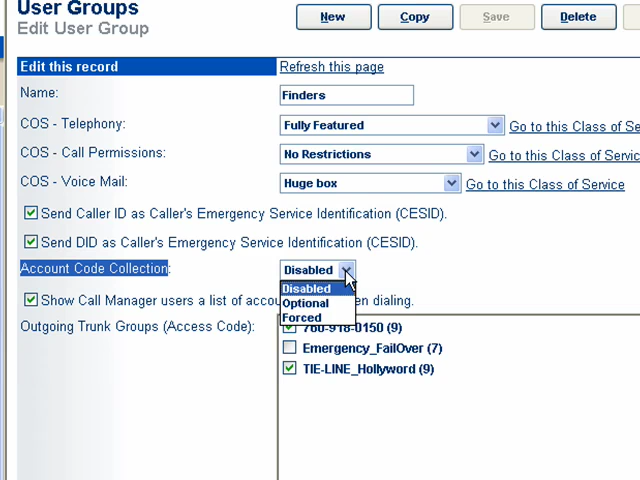 User Groups
Edit User Group
New
Copy
Save
Delete
Edit this record
Refresh this page
Name:
Finders
COS - Telephony:
Fully Featured
Go to this Class of Se
COS - Call Permissions:
No Restrictions
Go to this Class of Servic
COS - Voice Mail:
Huge box
Go to this Class of Service
Send Caller ID as Caller's Emergency Service Identification (CESID).
Send DID as Caller's Emergency Service Identification (CESID).
Account Code Collection:
Disabled
Disabled
Optional
Forced
Show Call Manager users a list of accou en dialing.
Outgoing Trunk Groups (Access Code):
760-918-0150 (9)
Emergency_FailOver (7)
TIE-LINE_Hollyword (9)